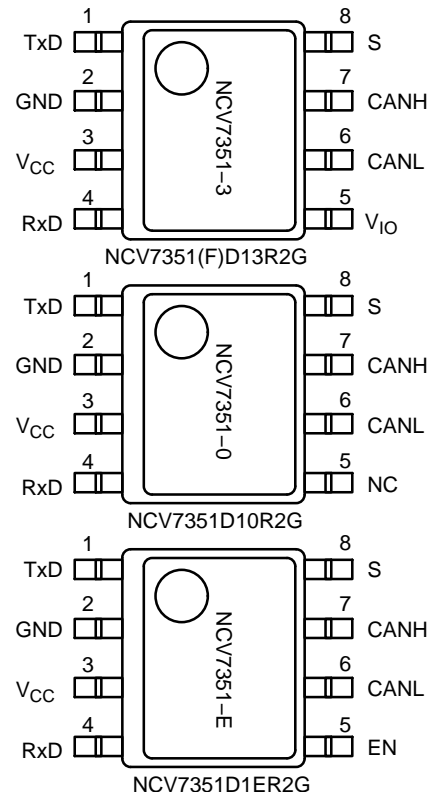 1 8
TxD S
2 7
GND CANH
3 6
VCC CANL
4 5
RxD VIO
NCV7351−3
NCV7351(F)D13R2G
1 8
TxD S
2 7
GND CANH
3 6
VCC CANL
4 5
RxD NC
NCV7351−0
NCV7351D10R2G
1 8
TxD S
2 7
GND CANH
3 6
VCC CANL
4 5
RxD EN
NCV7351−E
NCV7351D1ER2G